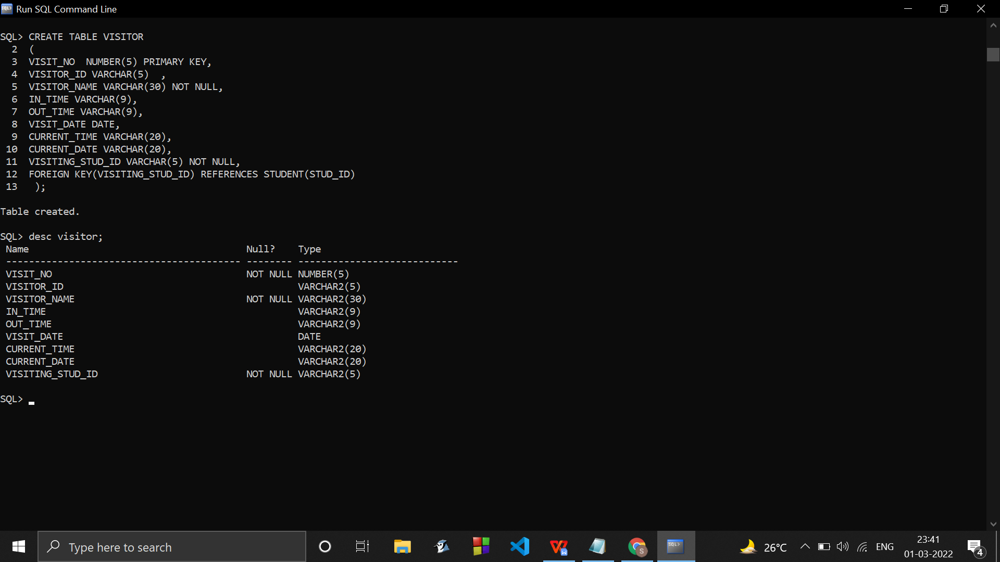 Run SQL Command Line
SQL> CREATE TABLE VISITOR
  2  (
  3  VISIT_NO  NUMBER(5) PRIMARY KEY,
  4  VISITOR_ID VARCHAR(5)  ,
  5  VISITOR_NAME VARCHAR(30) NOT NULL,
  6  IN_TIME VARCHAR(9),
  7  OUT_TIME VARCHAR(9),
  8  VISIT_DATE DATE,
  9  CURRENT_TIME VARCHAR(20),
 10  CURRENT_DATE VARCHAR(20),
 11  VISITING_STUD_ID VARCHAR(5) NOT NULL,
 12  FOREIGN KEY(VISITING_STUD_ID) REFERENCES STUDENT(STUD_ID)
 13   );
Table created.
SQL> desc visitor;
 Name                                      Null?    Type
 ----------------------------------------- -------- ----------------------------
 VISIT_NO                                  NOT NULL NUMBER(5)
 VISITOR_ID                                         VARCHAR2(5)
 VISITOR_NAME                              NOT NULL VARCHAR2(30)
 IN_TIME                                            VARCHAR2(9)
 OUT_TIME                                           VARCHAR2(9)
 VISIT_DATE                                         DATE
 CURRENT_TIME                                       VARCHAR2(20)
 CURRENT_DATE                                       VARCHAR2(20)
 VISITING_STUD_ID                          NOT NULL VARCHAR2(5)
SQL>
Type here to search
26°C
ENG
23:41
01-03-2022
4